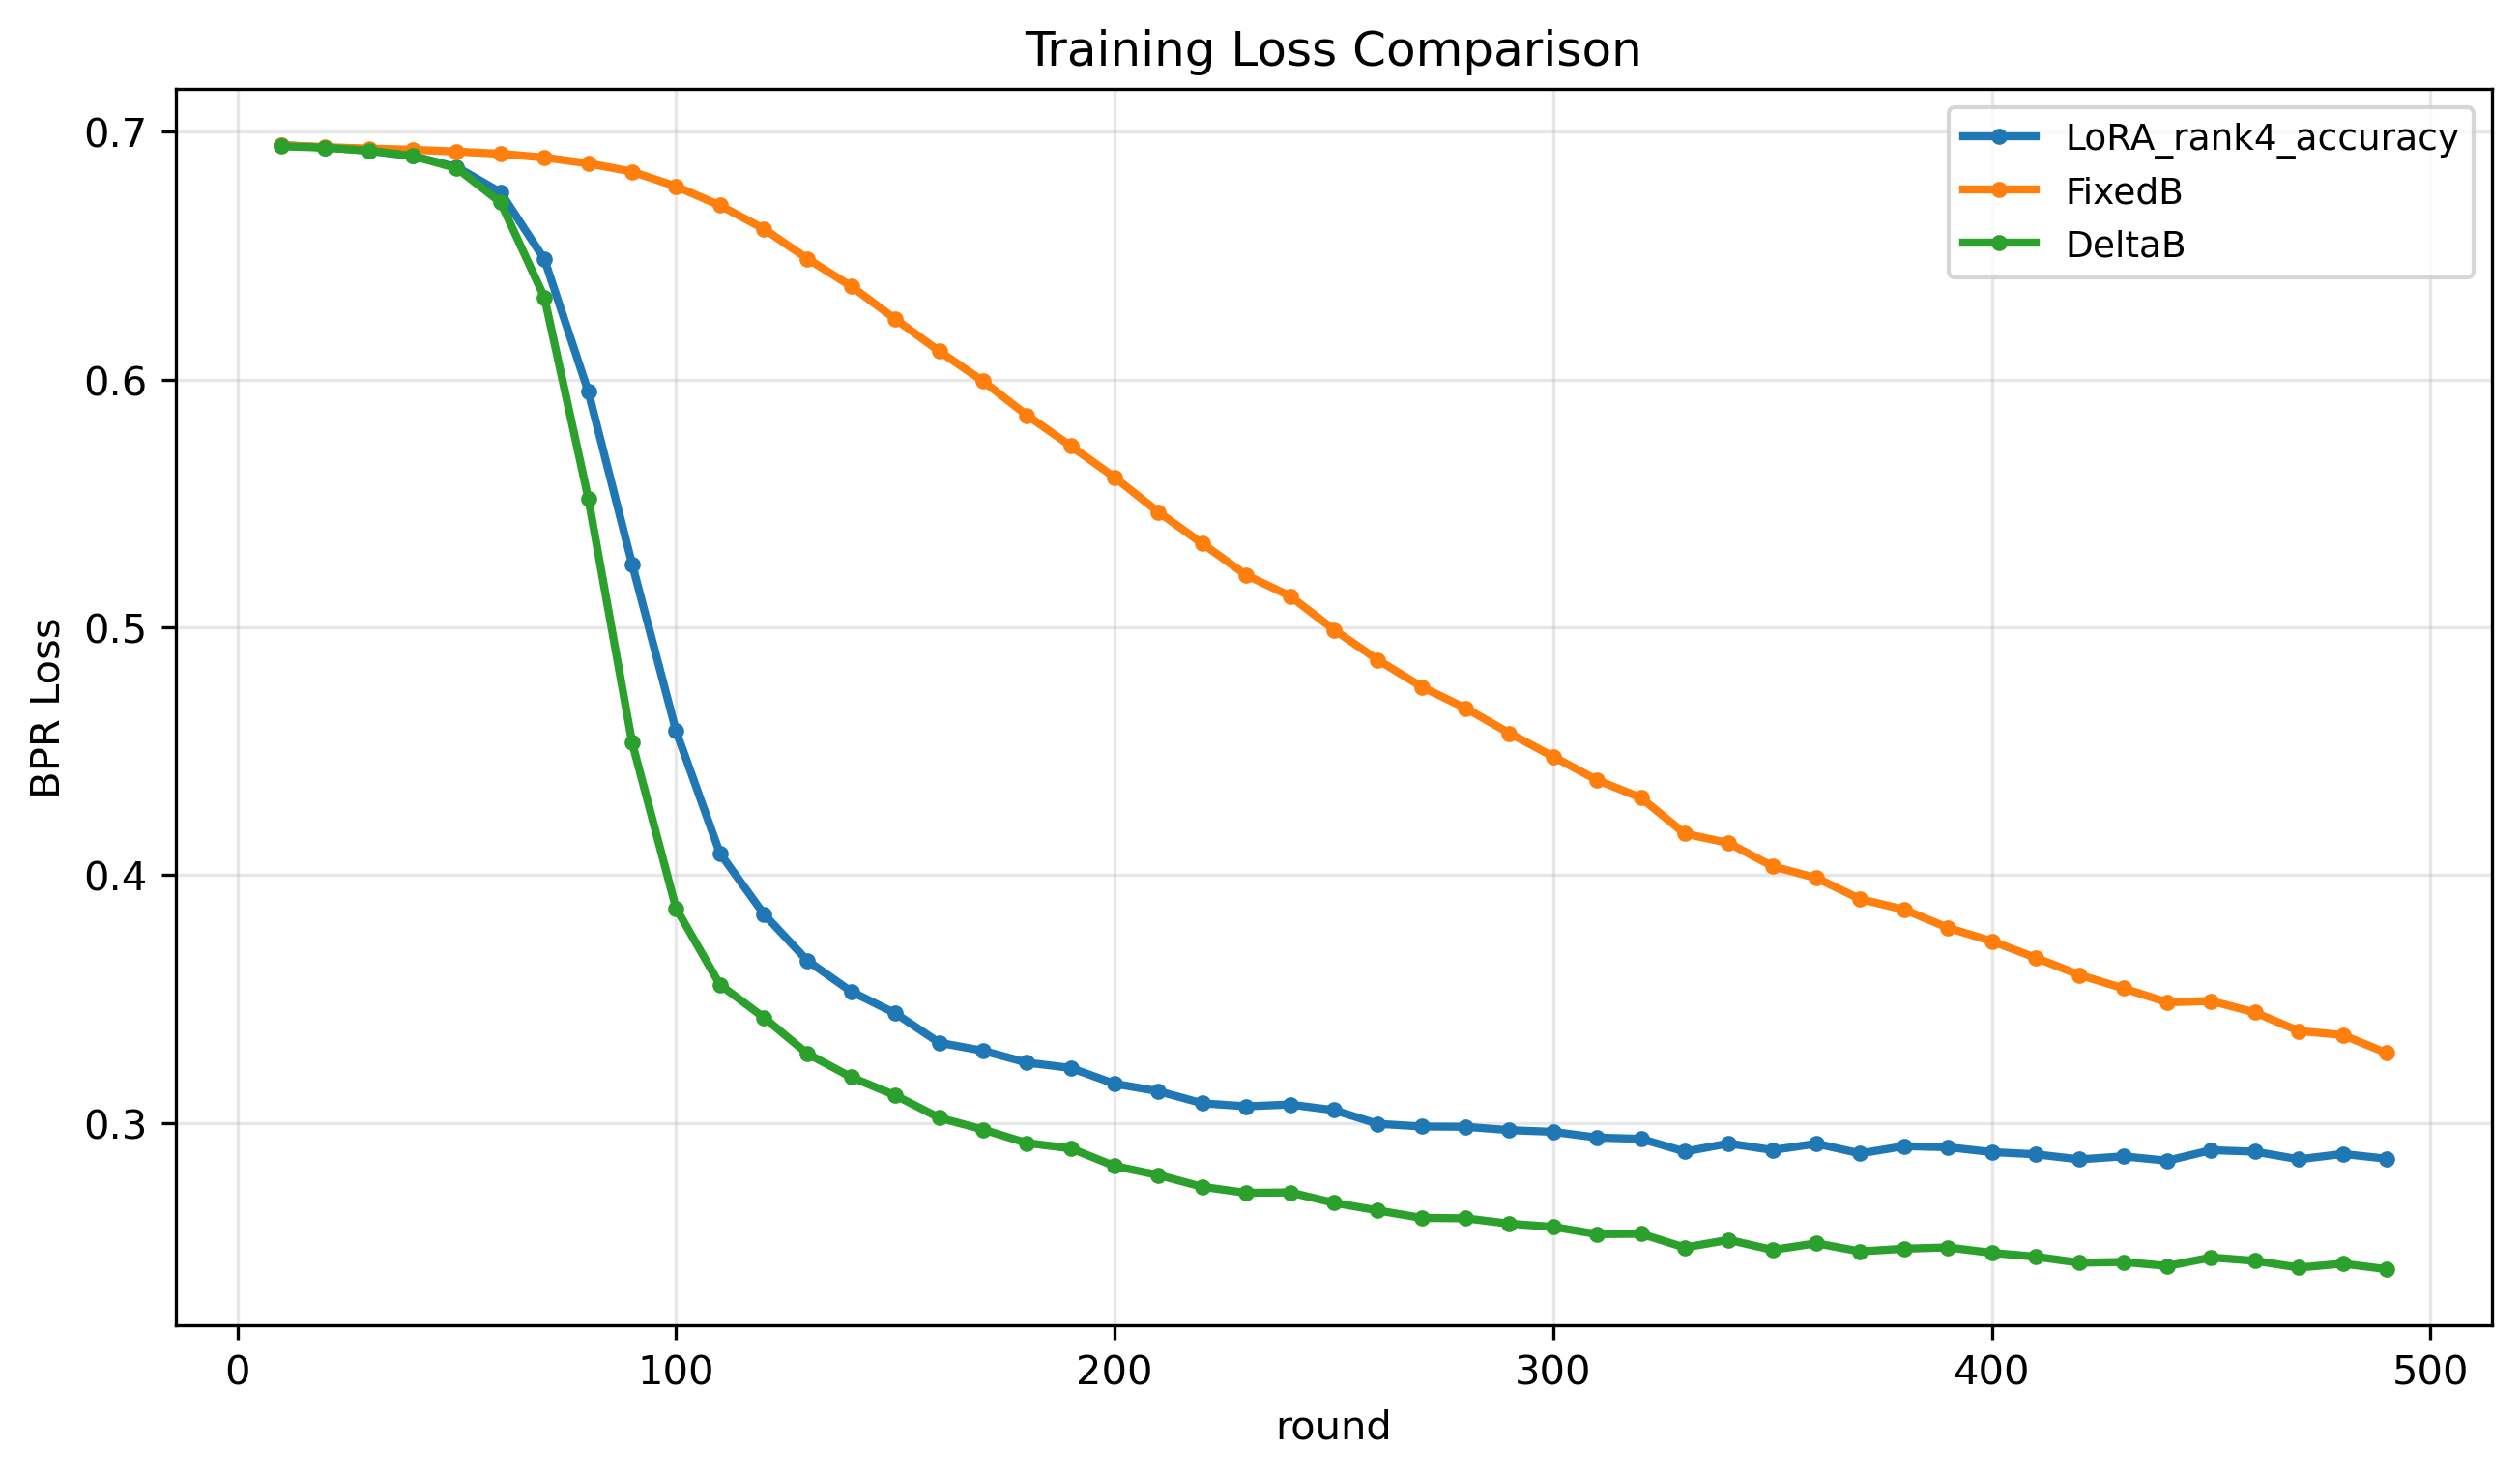 Training Loss Comparison
LoRA_rank4_accuracy
FixedB
DeltaB
BPR Loss
0.7
0.6
0.5
0.4
0.3
0 100 200 300 400 500
round